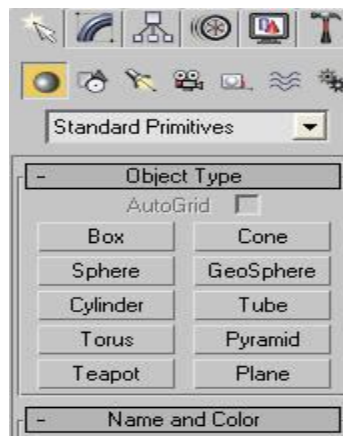 Standard Primitives
- Object Type
AutoGrid
Box Cone
Sphere GeoSphere
Cylinder Tube
Torus Pyramid
Teapot Plane
- Name and Color